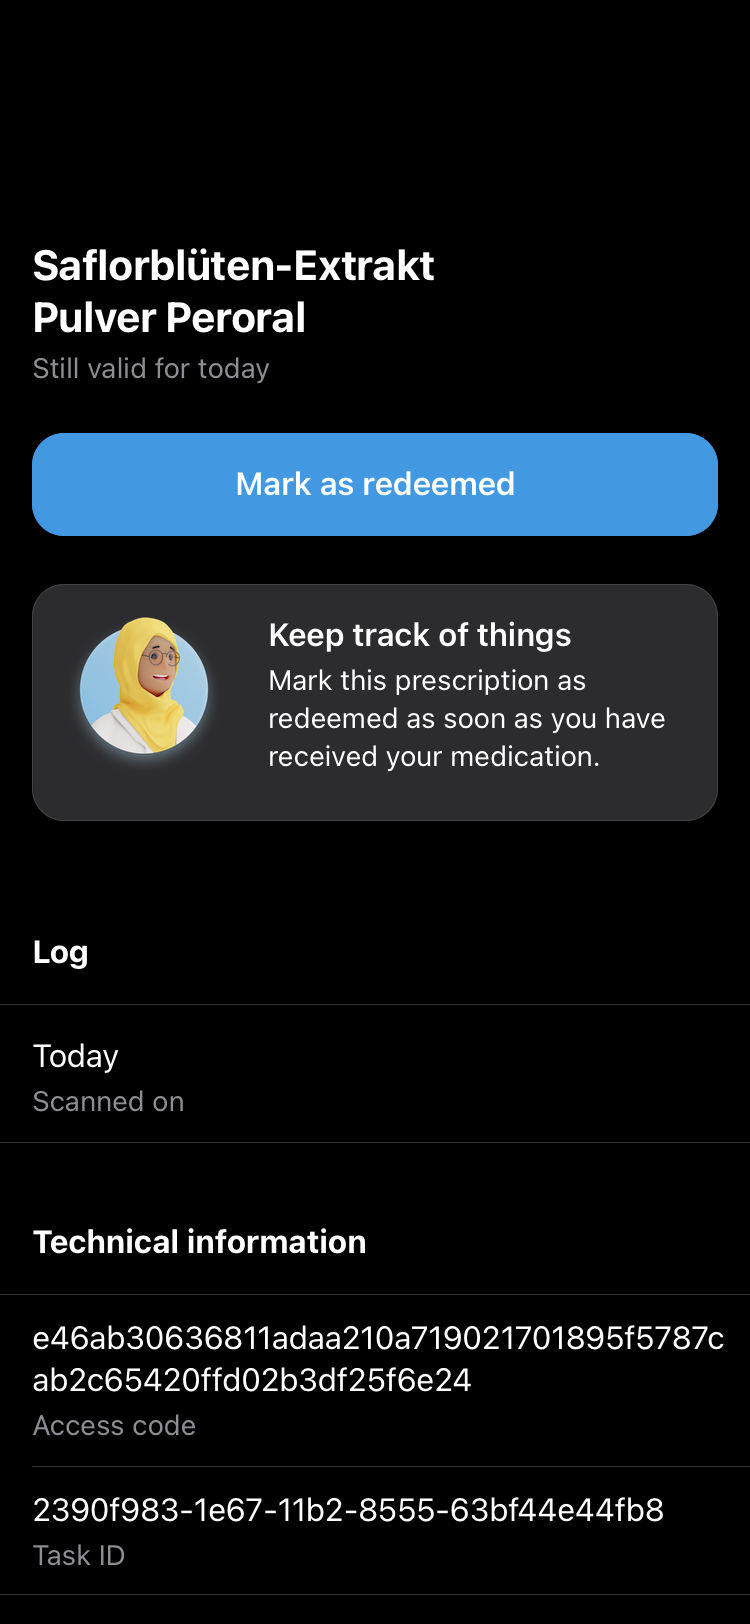 Saflorblüten-Extrakt
Pulver Peroral
Still valid for today
Mark as redeemed
Keep track of things
Mark this prescription as
redeemed as soon as you have
received your medication.
Log
Today
Scanned on
Technical information
e46ab30636811adaa210a719021701895f5787c
ab2c65420ffd02b3df25f6e24
Access code
2390f983-1e67-11b2-8555-63bf44e44fb8
Task ID